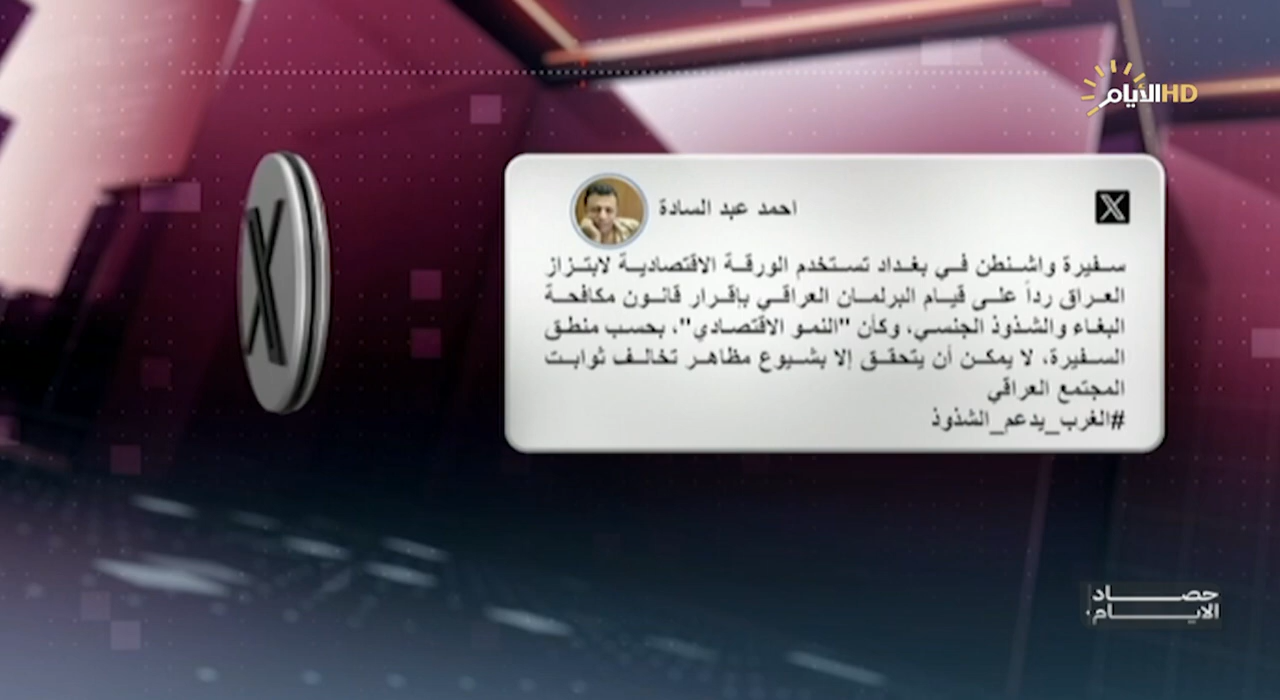 الأيام HD
احمد عبد السادة
سفيرة واشنطن في بغداد تستخدم الورقة الاقتصادية لابتزاز
العراق رداً على قيام البرلمان العراقي بإقرار قانون مكافحة
البغاء والشذوذ الجنسي، وكأن "النمو الاقتصادي"، بحسب منطق
السفيرة، لا يمكن أن يتحقق إلا بشيوع مظاهر تخالف ثوابت
المجتمع العراقي
#الغرب_يدعم_الشذوذ
حصاد
الايام